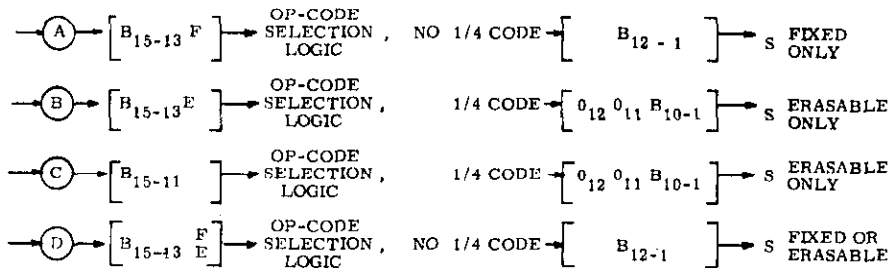 OP-CODE
A [ B15-13 F ] SELECTION , NO 1/4 CODE [ B12 - 1 ] S FIXED
LOGIC ONLY
OP-CODE
B [ B15-13 E ] SELECTION , 1/4 CODE [ 012 011 B10-1 ] S ERASABLE
LOGIC ONLY
OP-CODE
C [ B15-11 ] SELECTION , 1/4 CODE [ 012 011 B10-1 ] S ERASABLE
LOGIC ONLY
OP-CODE
D [ B15-13 F E ] SELECTION , NO 1/4 CODE [ B12-1 ] S FIXED OR
LOGIC ERASABLE